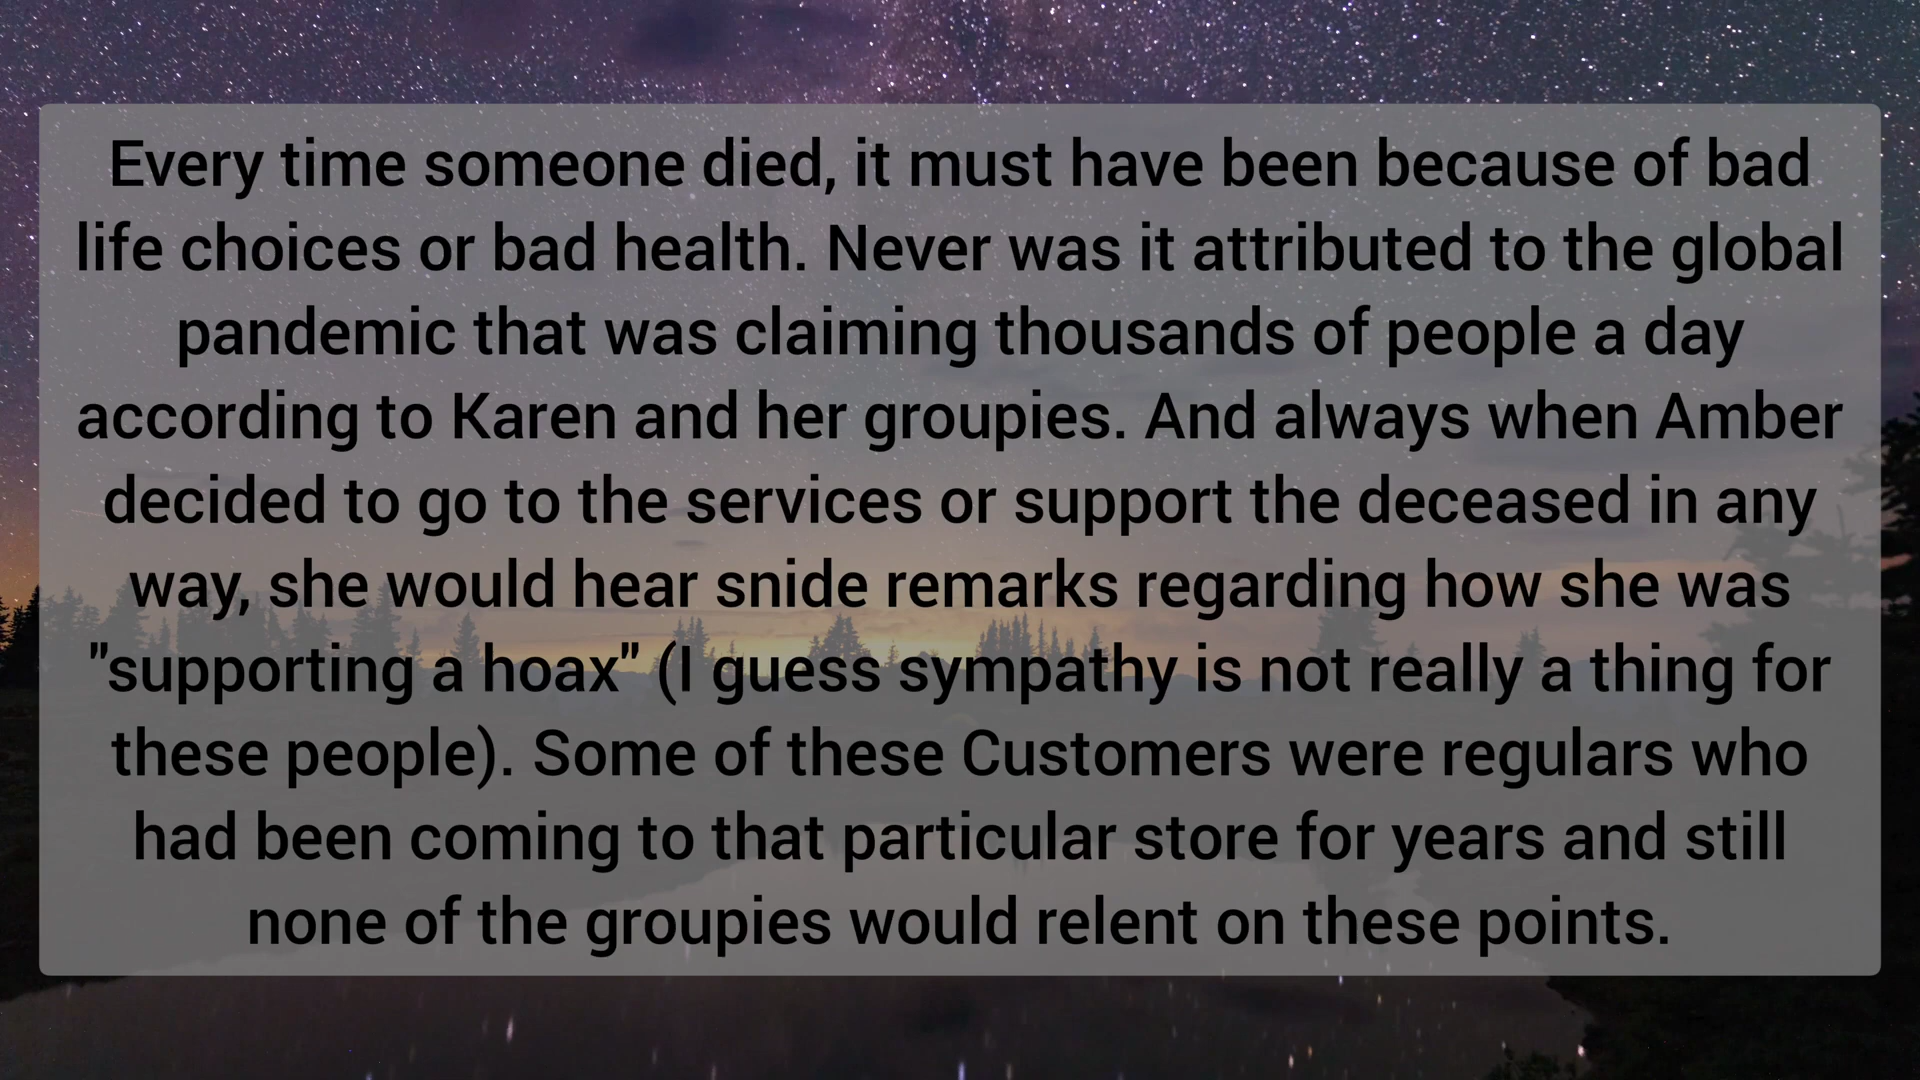 Every time someone died, it must have been because of bad
life choices or bad health. Never was it attributed to the global
pandemic that was claiming thousands of people a day
according to Karen and her groupies. And always when Amber
decided to go to the services or support the deceased in any
way, she would hear snide remarks regarding how she was
"supporting a hoax" (I guess sympathy is not really a thing for
these people). Some of these Customers were regulars who
had been coming to that particular store for years and still
none of the groupies would relent on these points.